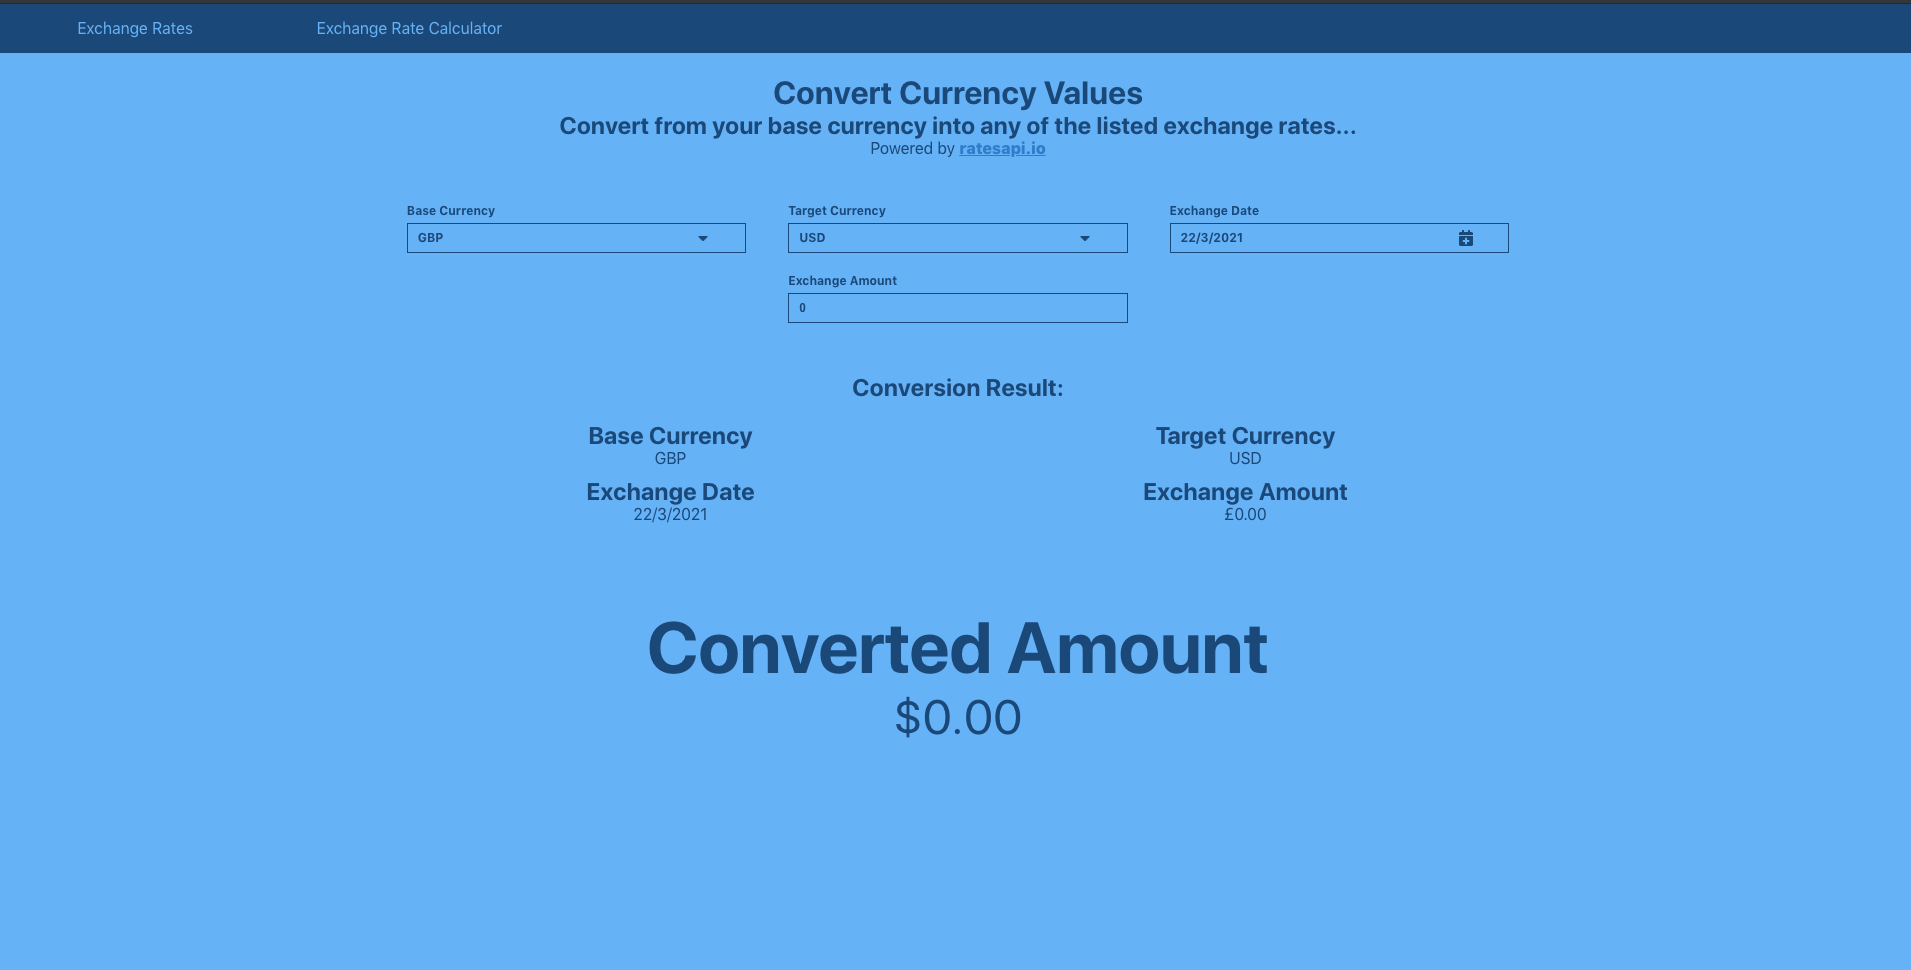 Exchange Rates Exchange Rate Calculator
Convert Currency Values
Convert from your base currency into any of the listed exchange rates...
Powered by ratesapi.io
Base Currency Target Currency Exchange Date
GBP USD 22/3/2021
Exchange Amount
0
Conversion Result:
Base Currency Target Currency
GBP USD
Exchange Date Exchange Amount
22/3/2021 £0.00
Converted Amount
$0.00